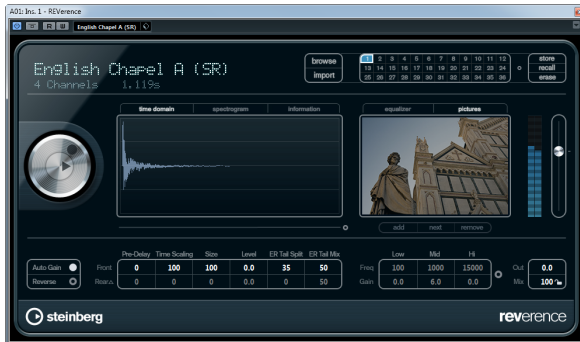 A01: Ins. 1 - REVerence
R W English Chapel A (SR)
English Chapel A (SR)
4 Channels 1.119s
browse
import
1 2 3 4 5 6 7 8 9 10 11 12
13 14 15 16 17 18 19 20 21 22 23 24
25 26 27 28 29 30 31 32 33 34 35 36
store
recall
erase
time domain spectrogram information
equalizer pictures
add next remove
Pre-Delay Time Scaling Size Level ER Tail Split ER Tail Mix
Low Mid Hi
Auto Gain Front 0 100 100 0.0 35 50
Freq 100 1000 15000 Out 0.0
Reverse Rear 0 0 0 0.0 0 50
Gain 0.0 6.0 0.0 Mix 100
steinberg
reverence